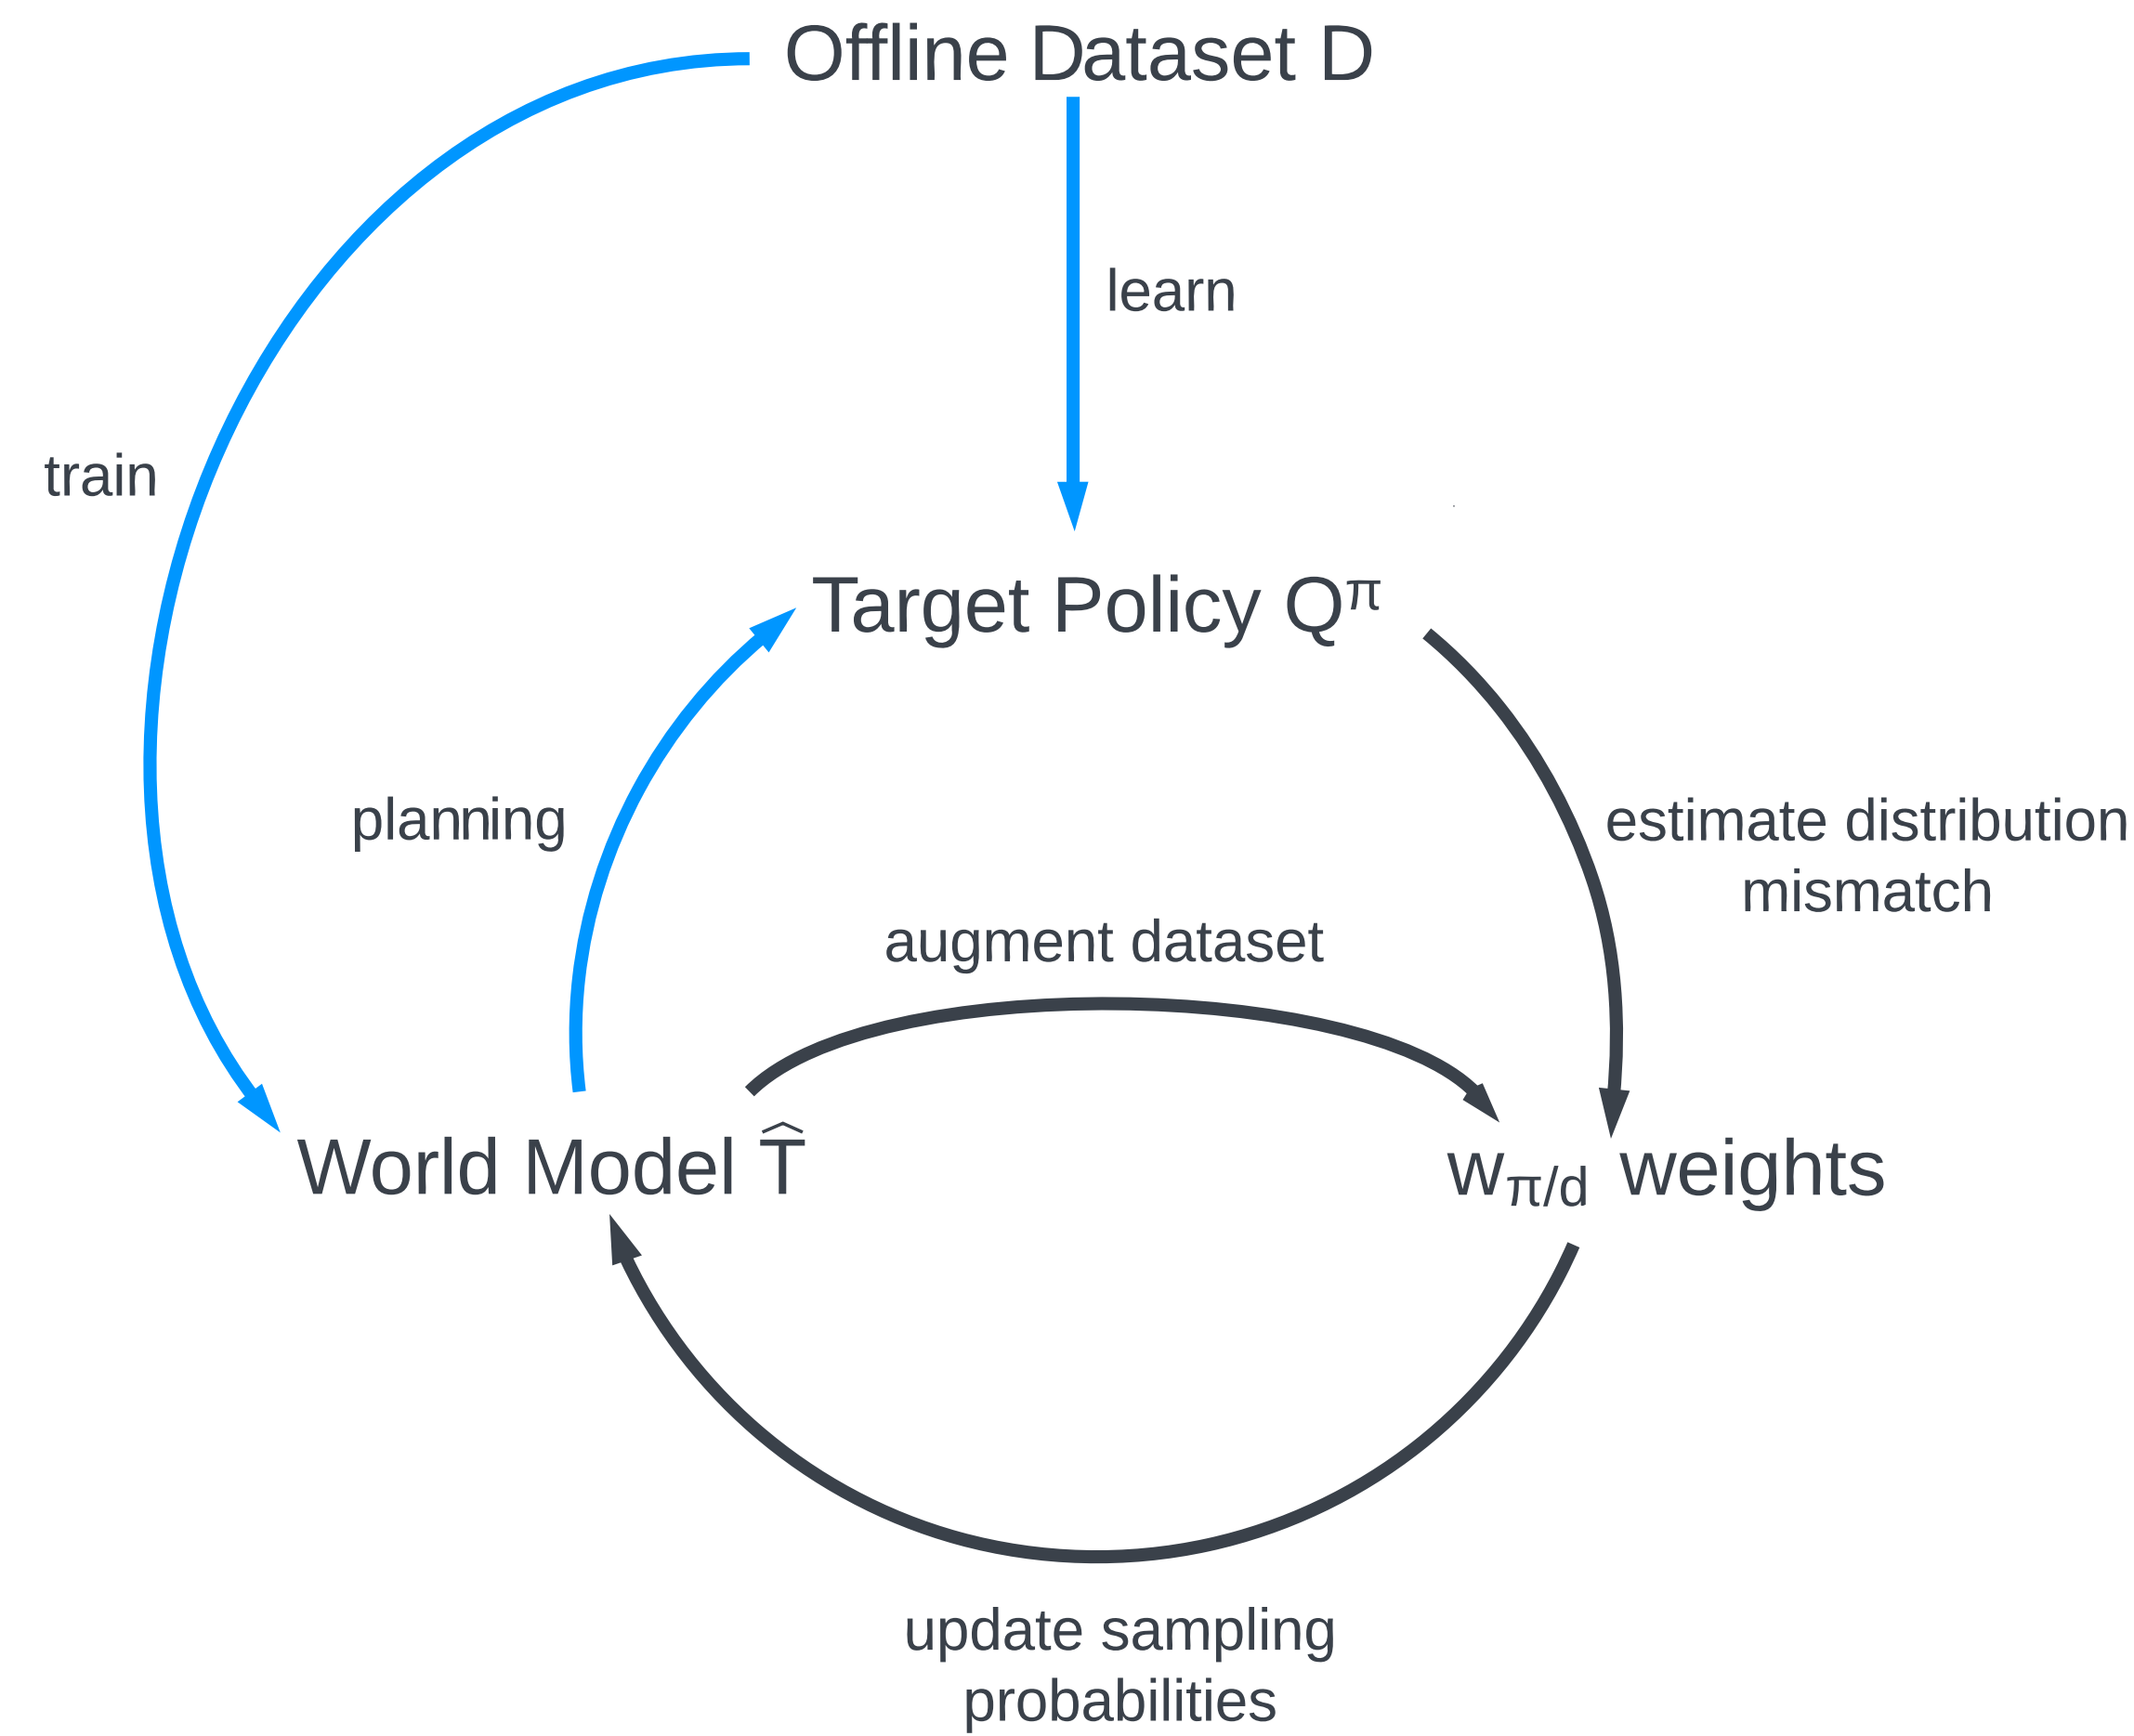 Offline Dataset D
learn
train
Target Policy Qπ
planning
estimate distribution
mismatch
augment dataset
World Model T̂
wπ/d weights
update sampling
probabilities